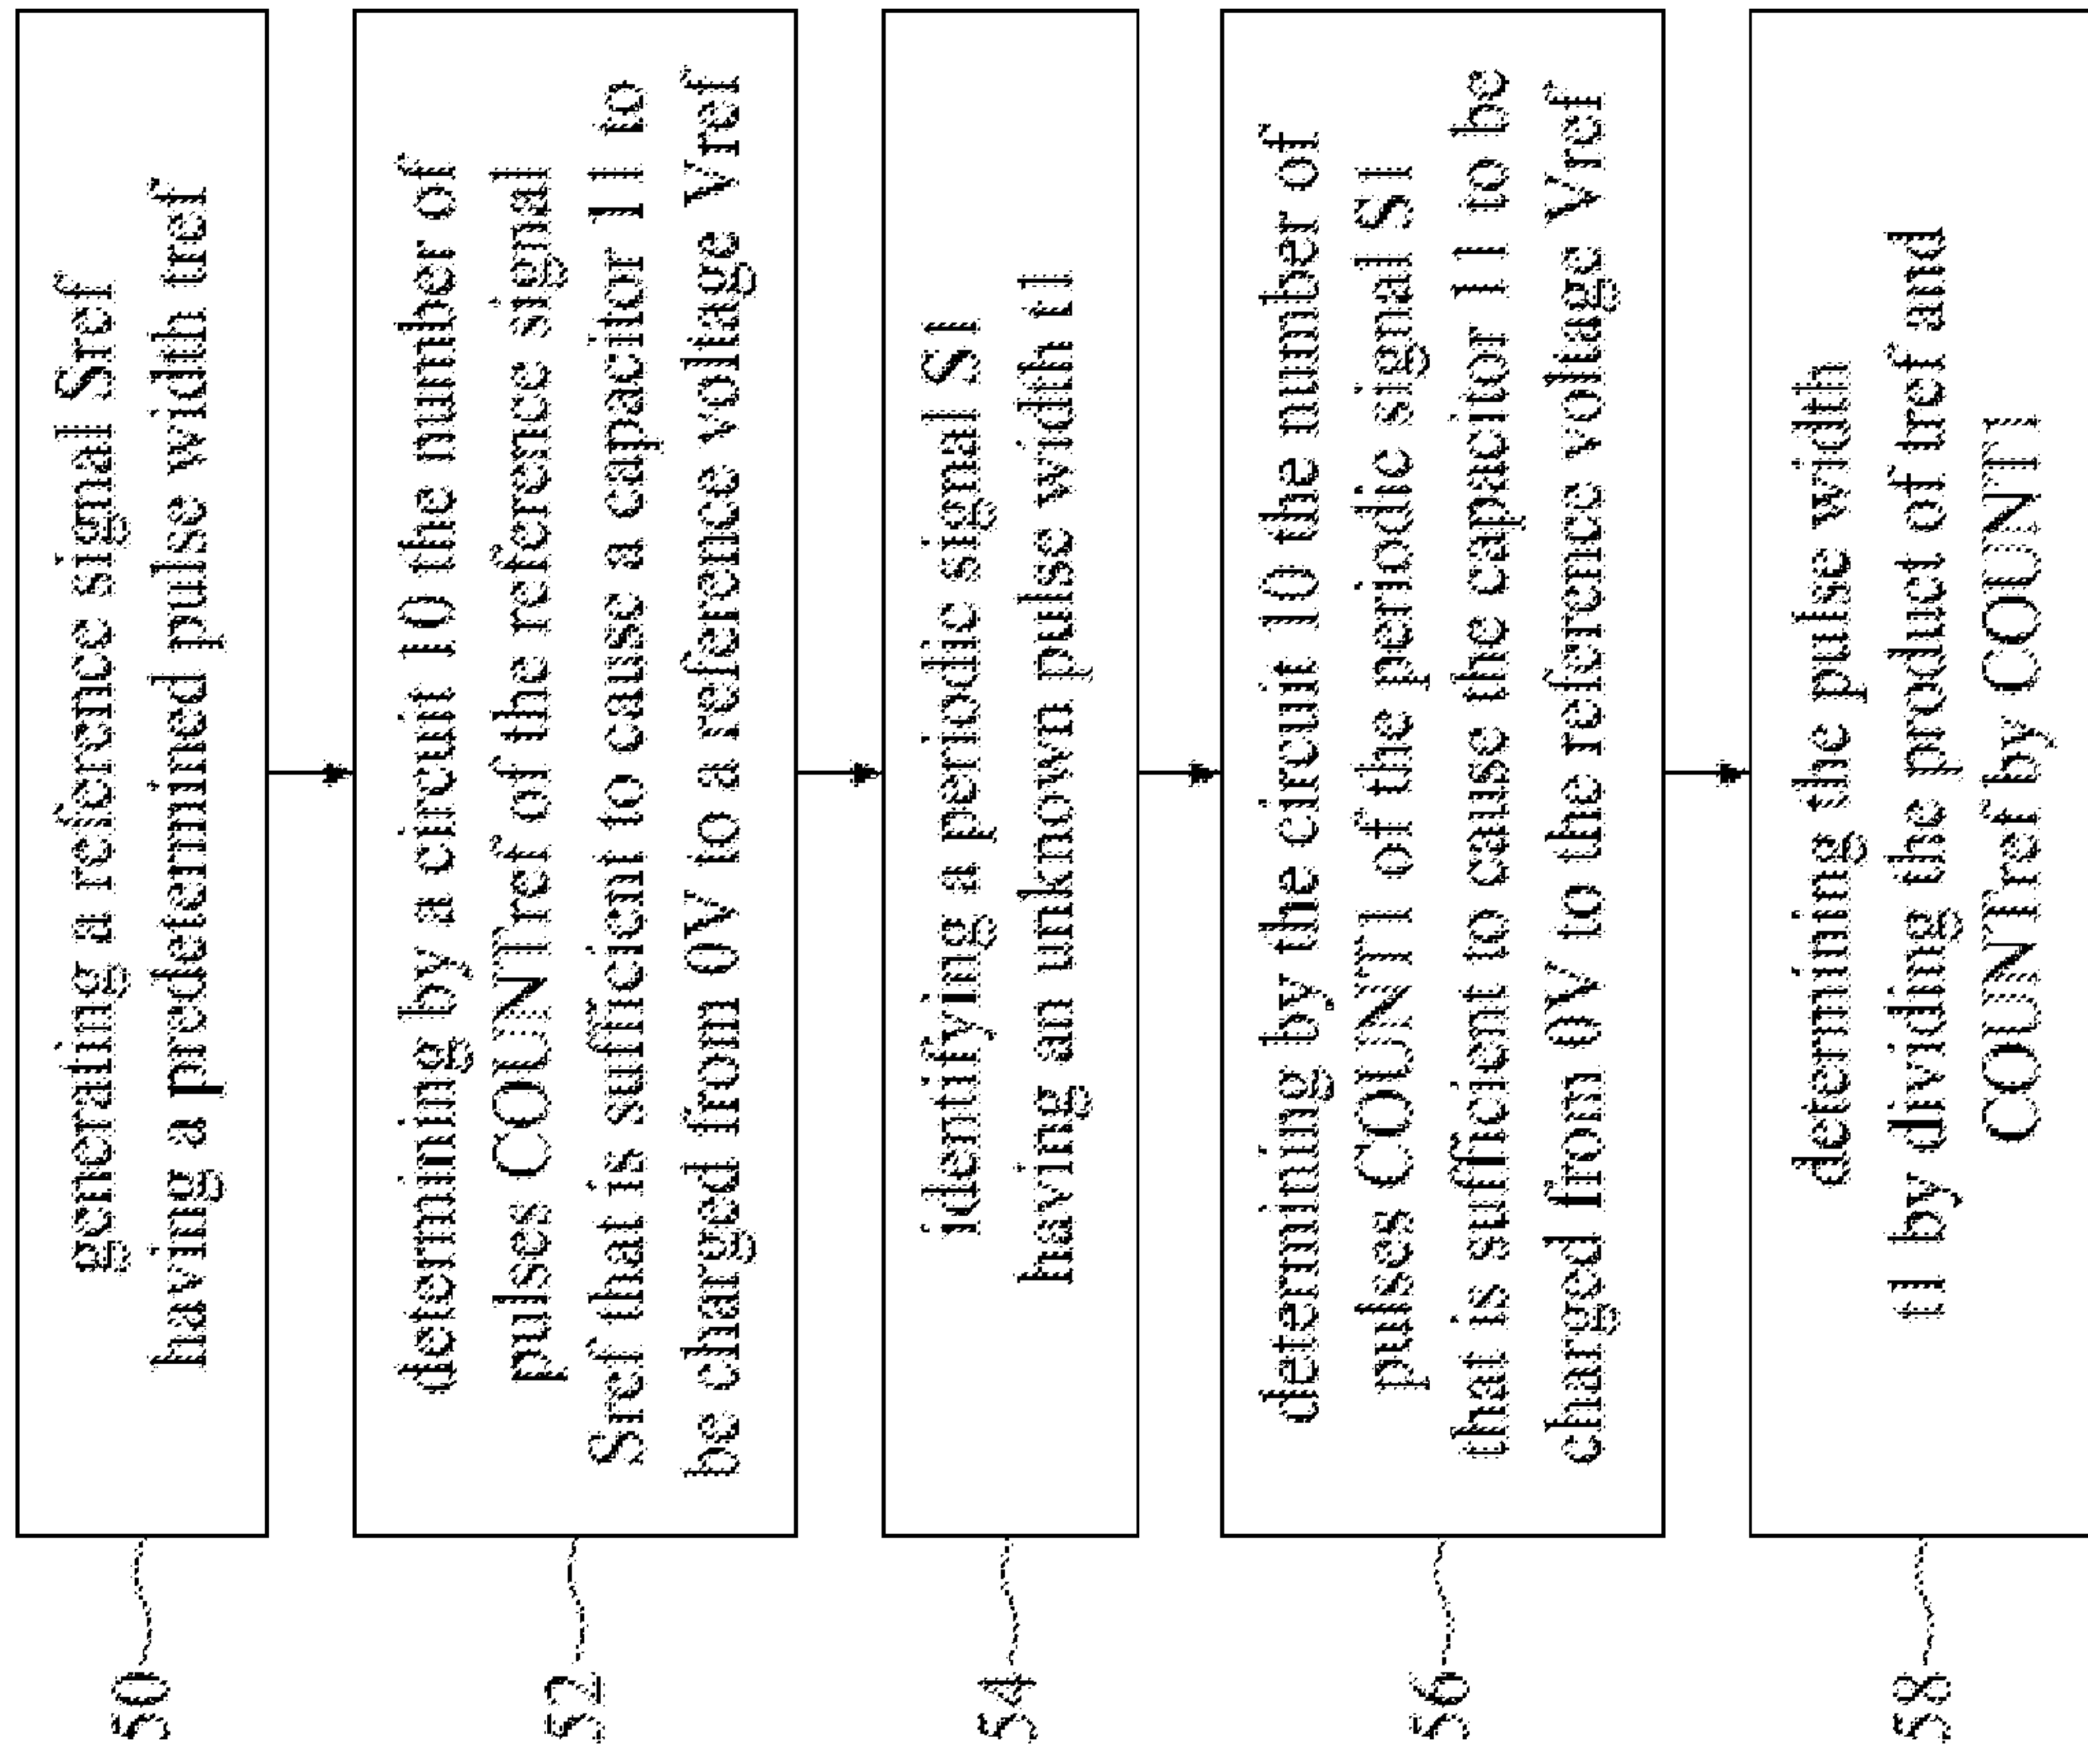 50
generating a reference signal Sref
having a predetermined pulse width tref
52
determining by a circuit 10 the number of
pulses COUNTref of the reference signal
Sref that is sufficient to cause a capacitor 11 to
be charged from 0V to a reference voltage Vref
54
identifying a periodic signal S1
having an unknown pulse width t1
56
determining by the circuit 10 the number of
pulses COUNT1 of the periodic signal S1
that is sufficient to cause the capacitor 11 to be
charged from 0V to the reference voltage Vref
58
determining the pulse width
t1 by dividing the product of tref and
COUNTref by COUNT1